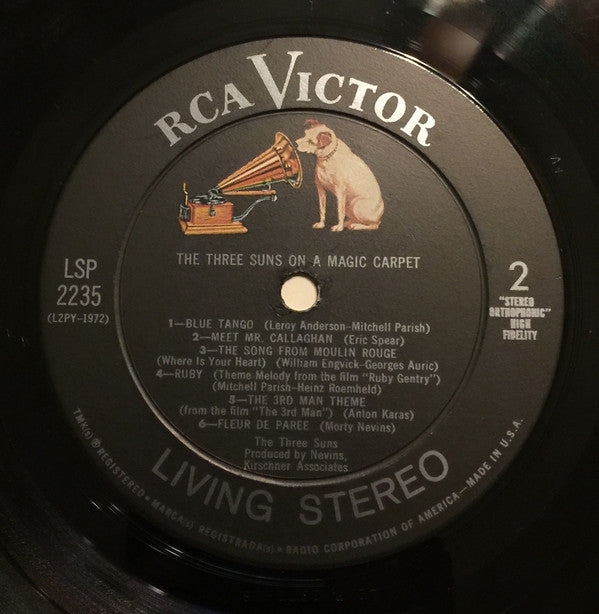 RCA VICTOR
THE THREE SUNS ON A MAGIC CARPET
LSP
2235
(L2PY-1972)
2
"STEREO
ORTHOPHONIC"
HIGH
FIDELITY
1—BLUE TANGO (Leroy Anderson-Mitchell Parish)
2—MEET MR. CALLAGHAN (Eric Spear)
3—THE SONG FROM MOULIN ROUGE
(Where Is Your Heart) (William Engvick-Georges Auric)
4—RUBY (Theme Melody from the film "Ruby Gentry")
(Mitchell Parish-Heinz Roemheld)
5—THE 3RD MAN THEME
(from the film "The 3rd Man") (Anton Karas)
6—FLEUR DE PAREE (Morty Nevins)
The Three Suns
Produced by Nevins,
Kirschner Associates
LIVING STEREO
TMK(s) ® REGISTERED • MARCA(s) REGISTRADA(s) • RADIO CORPORATION OF AMERICA—MADE IN U.S.A.